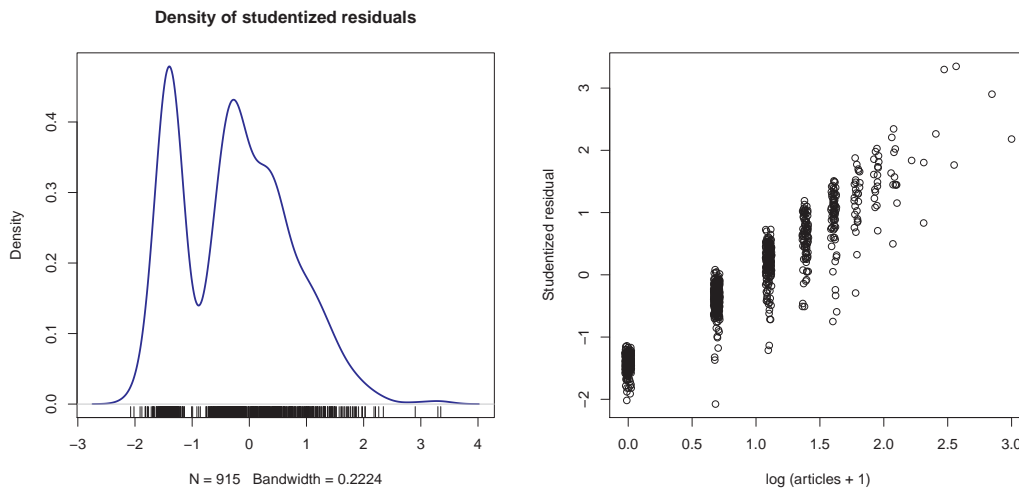 Density of studentized residuals
Density
0.0
0.1
0.2
0.3
0.4
−3 −2 −1 0 1 2 3 4
N = 915 Bandwidth = 0.2224
Studentized residual
3
2
1
0
−1
−2
0.0 0.5 1.0 1.5 2.0 2.5 3.0
log (articles + 1)